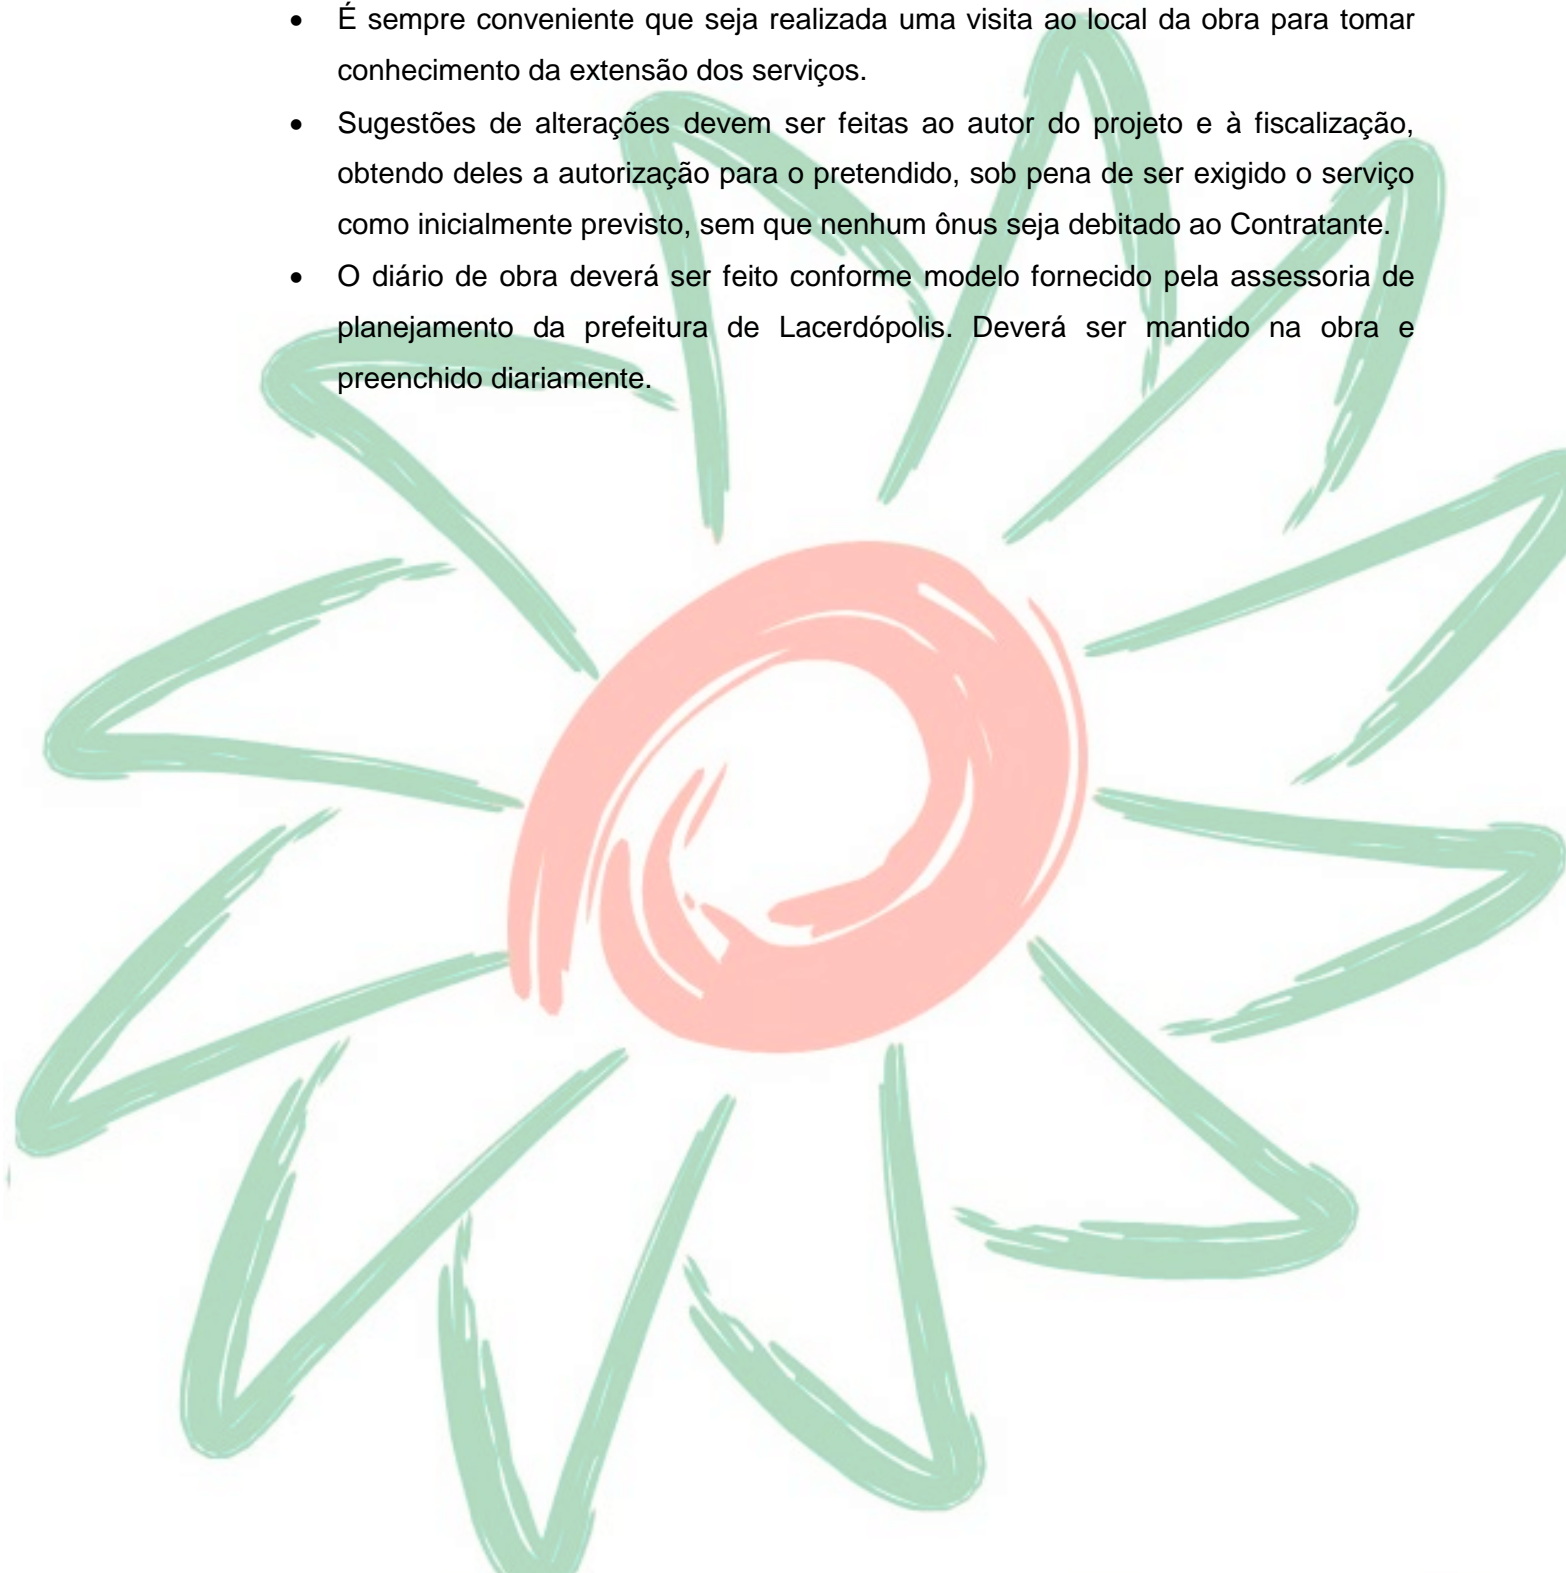 • É sempre conveniente que seja realizada uma visita ao local da obra para tomar
conhecimento da extensão dos serviços.
• Sugestões de alterações devem ser feitas ao autor do projeto e à fiscalização,
obtendo deles a autorização para o pretendido, sob pena de ser exigido o serviço
como inicialmente previsto, sem que nenhum ônus seja debitado ao Contratante.
• O diário de obra deverá ser feito conforme modelo fornecido pela assessoria de
planejamento da prefeitura de Lacerdópolis. Deverá ser mantido na obra e
preenchido diariamente.